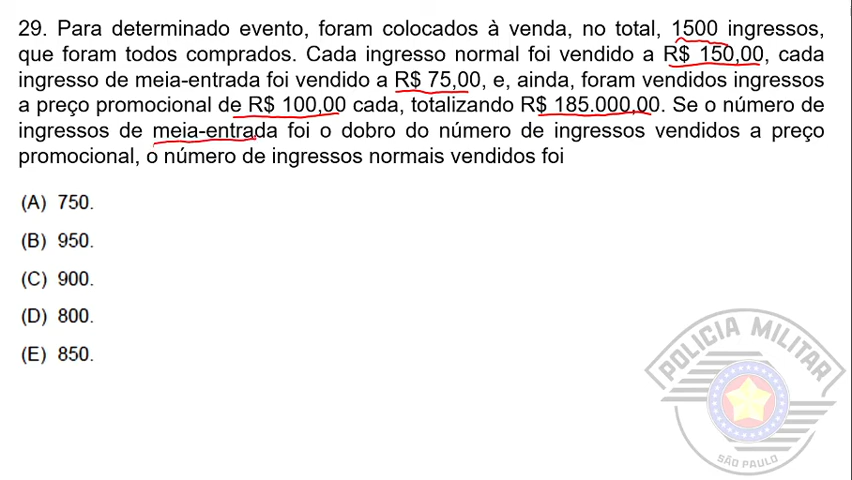 29. Para determinado evento, foram colocados à venda, no total, 1500 ingressos,
que foram todos comprados. Cada ingresso normal foi vendido a R$ 150,00, cada
ingresso de meia-entrada foi vendido a R$ 75,00, e, ainda, foram vendidos ingressos
a preço promocional de R$ 100,00 cada, totalizando R$ 185.000,00. Se o número de
ingressos de meia-entrada foi o dobro do número de ingressos vendidos a preço
promocional, o número de ingressos normais vendidos foi
(A) 750.
(B) 950.
(C) 900.
(D) 800.
(E) 850.
POLICIA MILITAR
SÃO PAULO